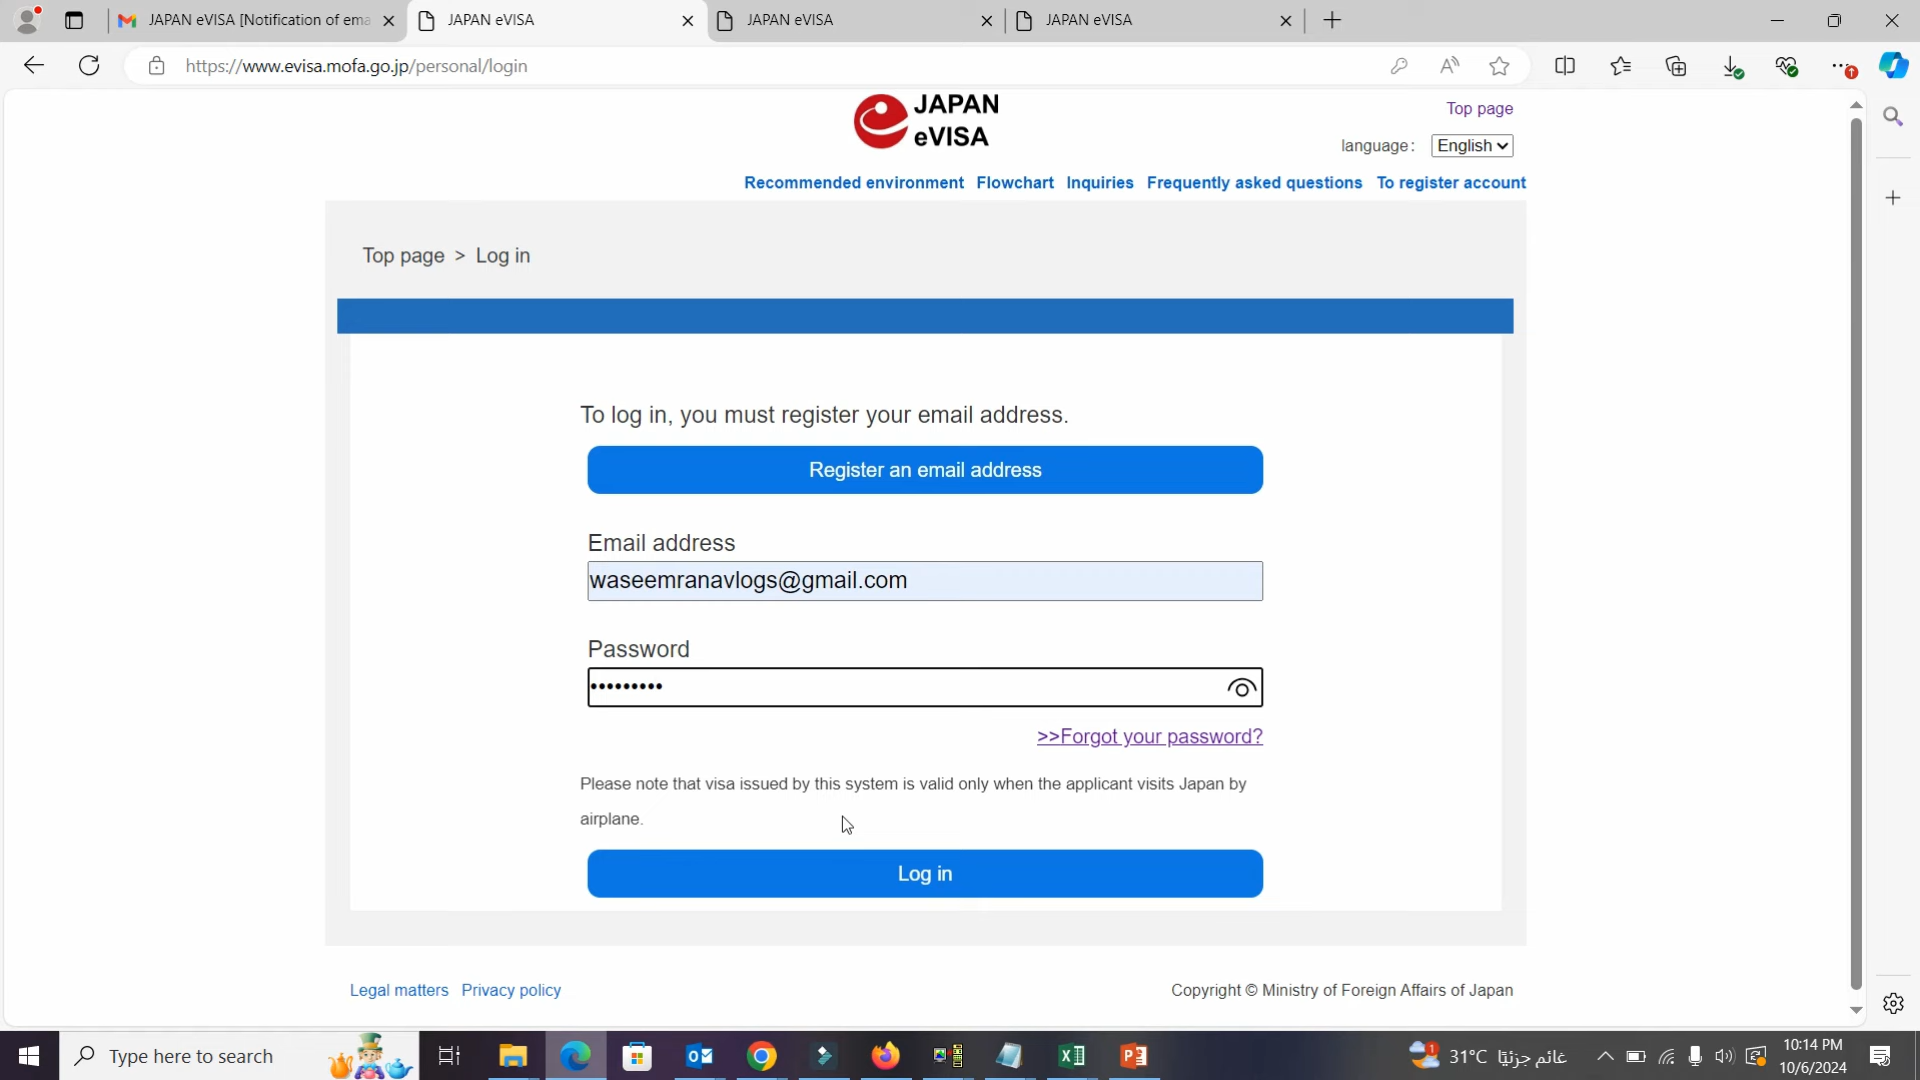 JAPAN eVISA [Notification of ema
JAPAN eVISA
JAPAN eVISA
JAPAN eVISA
https://www.evisa.mofa.go.jp/personal/login
JAPAN
eVISA
Top page
language:
English
Recommended environment Flowchart Inquiries Frequently asked questions To register account
Top page > Log in
To log in, you must register your email address.
Register an email address
Email address
waseemranavlogs@gmail.com
Password
•••••••••
>>Forgot your password?
Please note that visa issued by this system is valid only when the applicant visits Japan by
airplane.
Log in
Legal matters Privacy policy
Copyright © Ministry of Foreign Affairs of Japan
Type here to search
31°C غائم جزئيًا
10:14 PM
10/6/2024